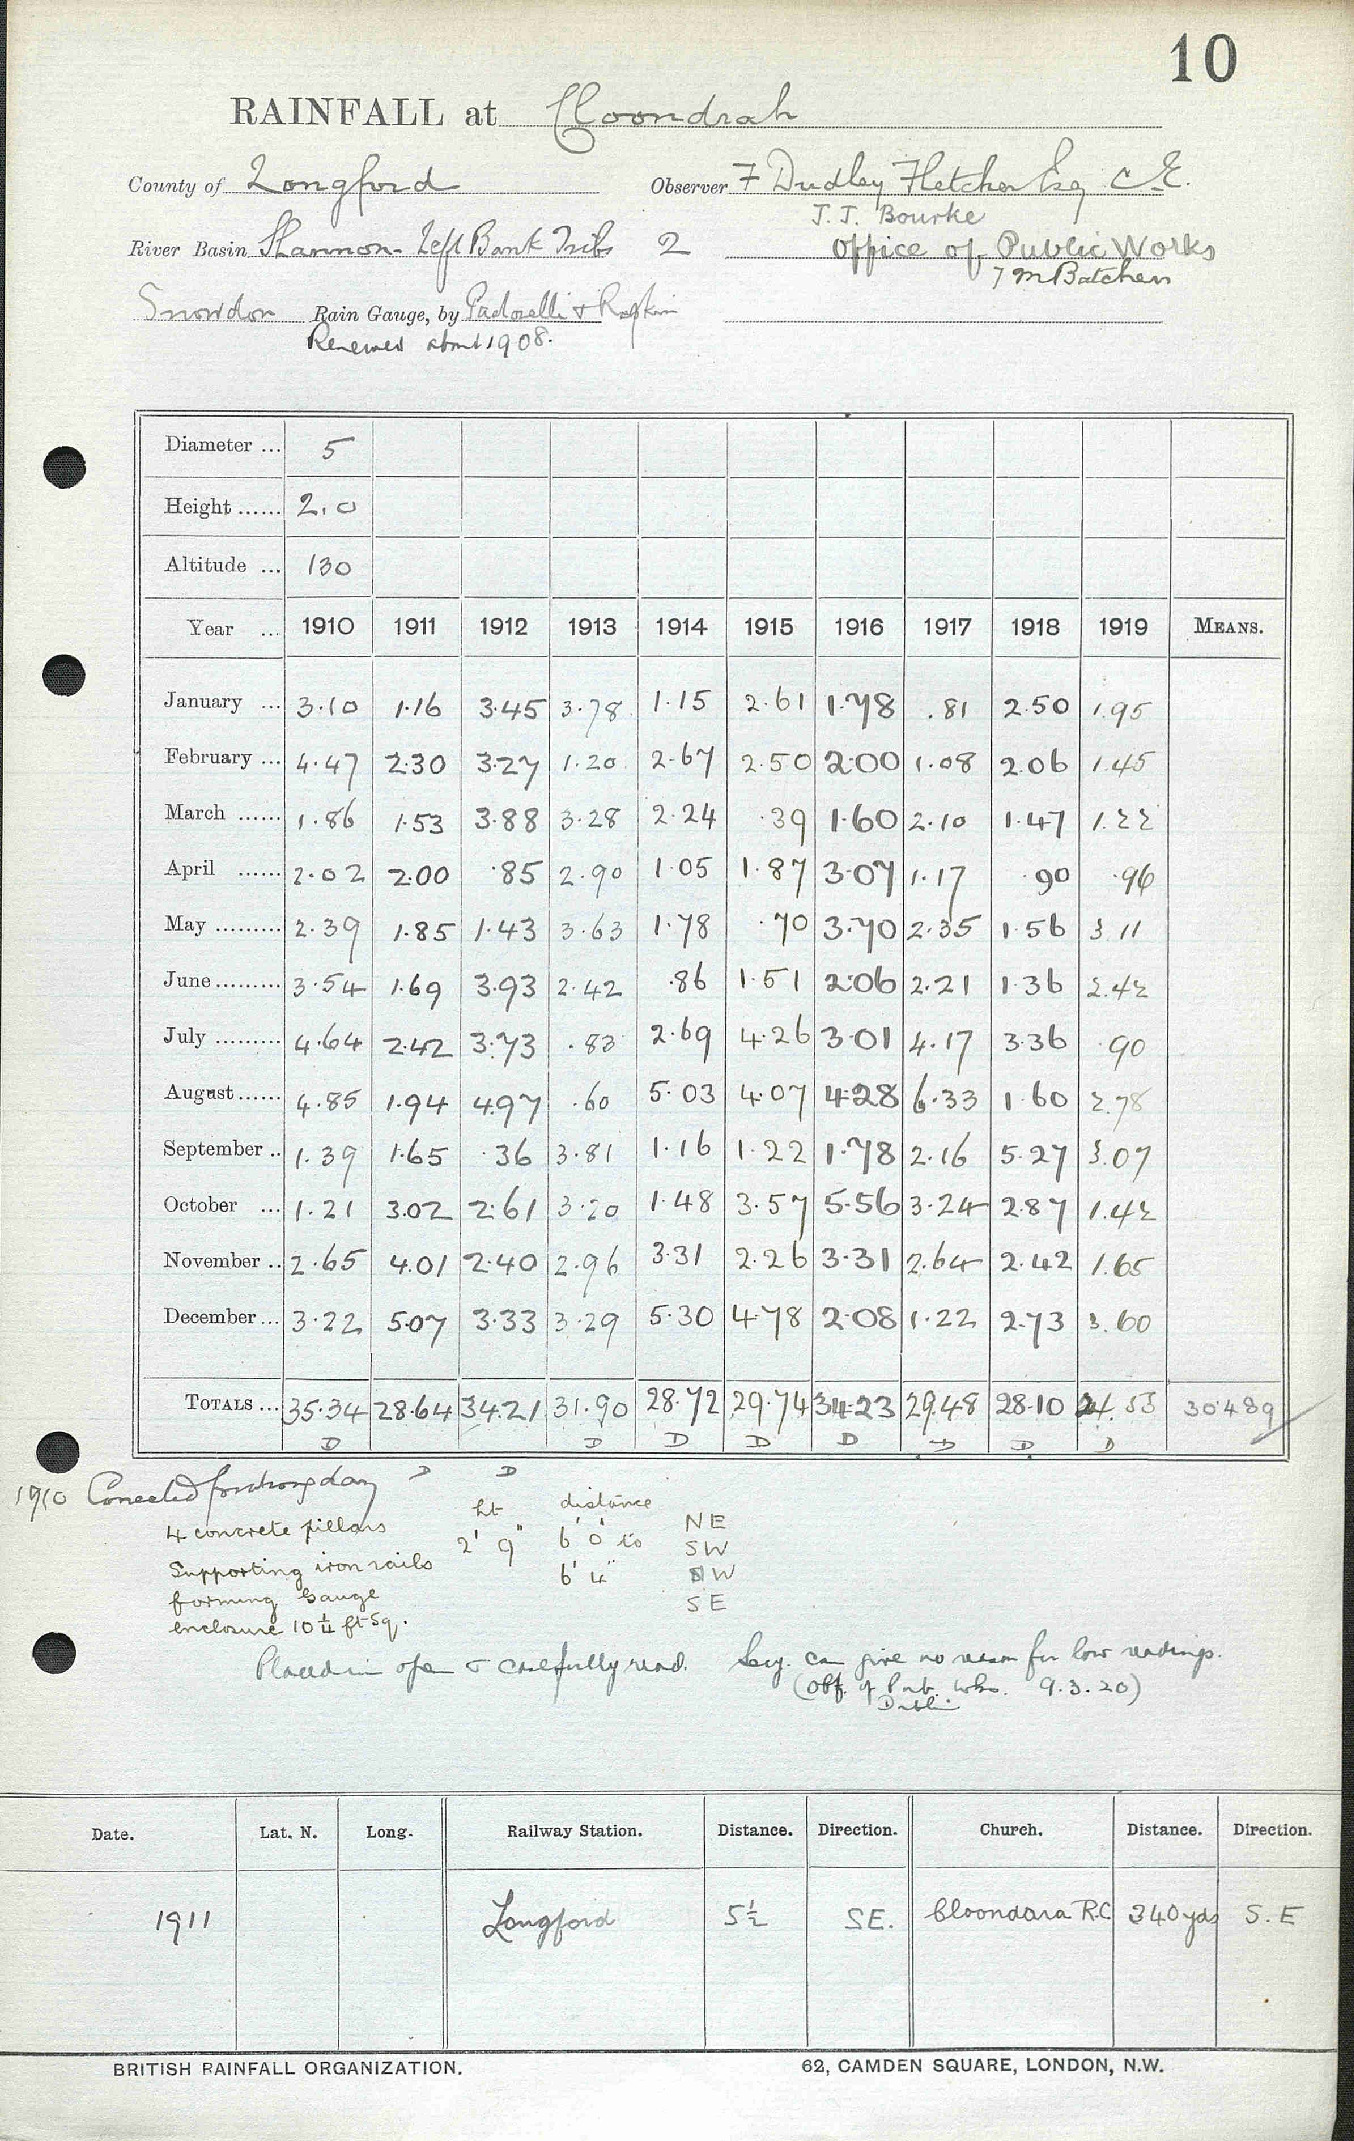 10
RAINFALL at Cloondrah
County of Longford Observer F Dudley Fletcher Esq C.E.
J. J. Bourke
River Basin Shannon - Left Bank Tribs 2 Office of Public Works
7 M Batchen
Snowdon Rain Gauge, by Padorelli &
Renewed about 1908.
Diameter ... 5
Height ...... 2.0
Altitude ... 130
Year ... 1910 1911 1912 1913 1914 1915 1916 1917 1918 1919 MEANS.
January ... 3.10 1.16 3.45 3.78 1.15 2.61 1.78 .81 2.50 1.95
February ... 4.47 2.30 3.27 1.20 2.67 2.50 2.00 1.08 2.06 1.45
March ...... 1.86 1.53 3.88 3.28 2.24 .39 1.60 2.10 1.47 1.22
April ...... 2.02 2.00 .85 2.90 1.05 1.87 3.07 1.17 .90 .96
May ......... 2.39 1.85 1.43 3.63 1.78 .70 3.70 2.35 1.56 3.11
June ......... 3.54 1.69 3.93 2.42 .86 1.51 2.06 2.21 1.36 2.42
July ......... 4.64 2.42 3.73 .83 2.69 4.26 3.01 4.17 3.36 .90
August ...... 4.85 1.94 4.97 .60 5.03 4.07 4.28 6.33 1.60 2.78
September .. 1.39 1.65 .36 3.81 1.16 1.22 1.78 2.16 5.27 3.07
October ... 1.21 3.02 2.61 3.20 1.48 3.57 5.56 3.24 2.87 1.42
November .. 2.65 4.01 2.40 2.96 3.31 2.26 3.31 2.64 2.42 1.65
December ... 3.22 5.07 3.33 3.29 5.30 4.78 2.08 1.22 2.73 3.60
TOTALS ... 35.34 28.64 34.21 31.90 28.72 29.74 34.23 29.48 28.10 24.53 30.489
D D D D D D D D
D D
1910 Corrected for wrong day
4 concrete pillars ht distance NE
Supporting iron rails 2' 9" 6' 0" to SW
forming Gauge 6' 4" NW
enclosure 10 1/4 ft sq. SE
Placed in open & carefully read. Secy. can give no reason for low readings.
(Off. of Pub. Wks. 9.3.20)
Dublin
Date. Lat. N. Long. Railway Station. Distance. Direction. Church. Distance. Direction.
1911 Longford 5½ SE. Cloondara R.C 340 yds S.E
BRITISH RAINFALL ORGANIZATION. 62, CAMDEN SQUARE, LONDON, N.W.